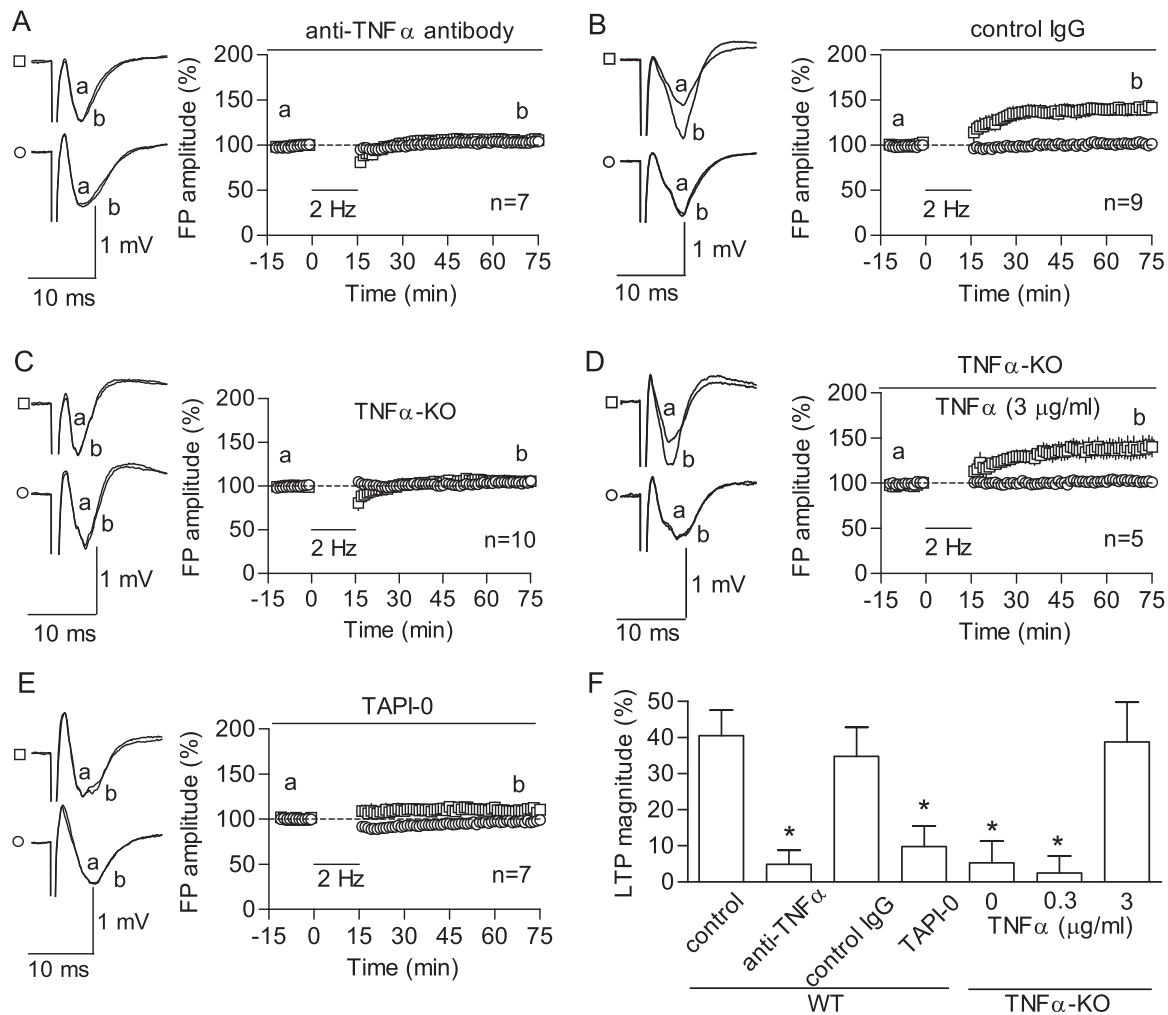 A
anti-TNFα antibody
a
b
a
b
1 mV
10 ms
FP amplitude (%)
200
150
100
50
0
a
b
2 Hz
n=7
-15 0 15 30 45 60 75
Time (min)
B
control IgG
a
b
a
b
1 mV
10 ms
FP amplitude (%)
200
150
100
50
0
a
b
2 Hz
n=9
-15 0 15 30 45 60 75
Time (min)
C
TNFα-KO
a
b
a
b
1 mV
10 ms
FP amplitude (%)
200
150
100
50
0
a
b
2 Hz
n=10
-15 0 15 30 45 60 75
Time (min)
D
TNFα-KO
TNFα (3 μg/ml)
a
b
a
b
1 mV
10 ms
FP amplitude (%)
200
150
100
50
0
a
b
2 Hz
n=5
-15 0 15 30 45 60 75
Time (min)
E
TAPI-0
a
b
a
b
1 mV
10 ms
FP amplitude (%)
200
150
100
50
0
a
b
2 Hz
n=7
-15 0 15 30 45 60 75
Time (min)
F
LTP magnitude (%)
50
40
30
20
10
0
* * * *
control
anti-TNFα
control IgG
TAPI-0
0 0.3 3
TNFα (μg/ml)
WT
TNFα-KO